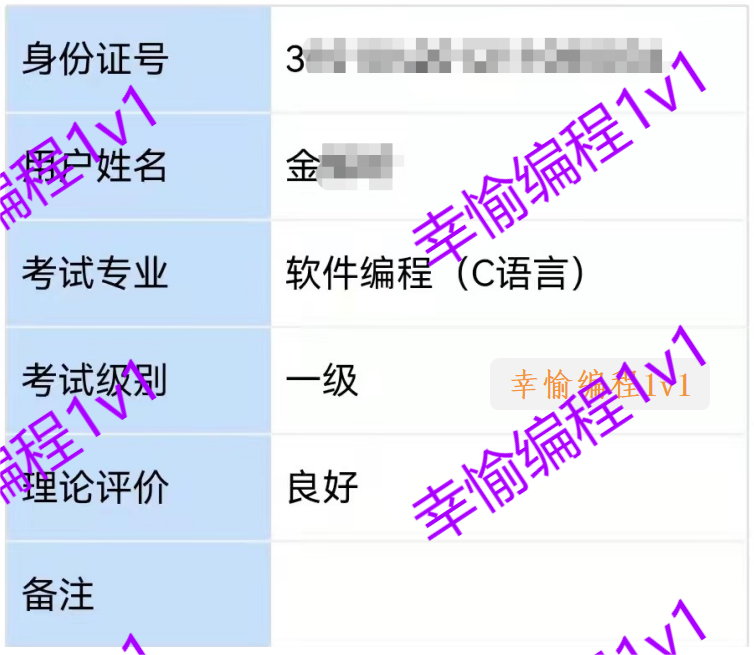 身份证号 3
用户姓名 金
考试专业 软件编程（C语言）
考试级别 一级
理论评价 良好
备注
编程1v1
幸愉编程1v1
编程1v1
幸愉编程1v1
幸愉编程1v1
1
1v1